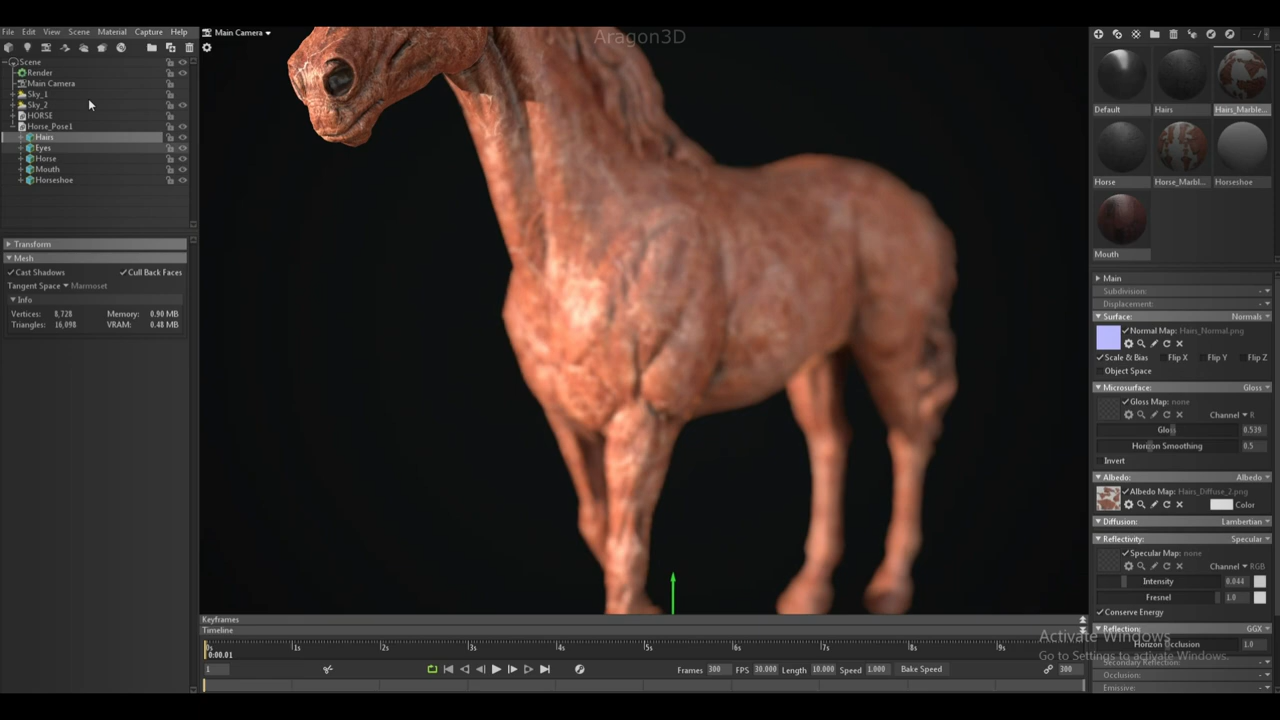 File Edit View Scene Material Capture Help
Main Camera
Aragon3D
Scene
Render
Main Camera
Sky_1
Sky_2
HORSE
Horse_Pose1
Hairs
Eyes
Horse
Mouth
Horseshoe
Transform
Mesh
Cast Shadows Cull Back Faces
Tangent Space Marmoset
Info
Vertices: 8,728 Memory: 0.90 MB
Triangles: 16,098 VRAM: 0.48 MB
Default Hairs Hairs_Marble...
Horse Horse_Marbl... Horseshoe
Mouth
Main
Subdivision: -
Displacement: -
Surface: Normals
Normal Map: Hairs_Normal.png
Scale & Bias Flip X Flip Y Flip Z
Object Space
Microsurface: Gloss
Gloss Map: none
Channel R
Gloss 0.539
Horizon Smoothing 0.5
Invert
Albedo: Albedo
Albedo Map: Hairs_Diffuse_2.png
Color
Diffusion: Lambertian
Reflectivity: Specular
Specular Map: none
Channel RGB
Intensity 0.044
Fresnel 1.0
Conserve Energy
Reflection: GGX
Horizon Occlusion 1.0
Secondary Reflection: -
Occlusion: -
Emissive: -
Activate Windows
Go to Settings to activate Windows.
Keyframes
Timeline
0s 1s 2s 3s 4s 5s 6s 7s 8s 9s
0:00.01
1 Frames 300 FPS 30.000 Length 10.000 Speed 1.000 Bake Speed 300